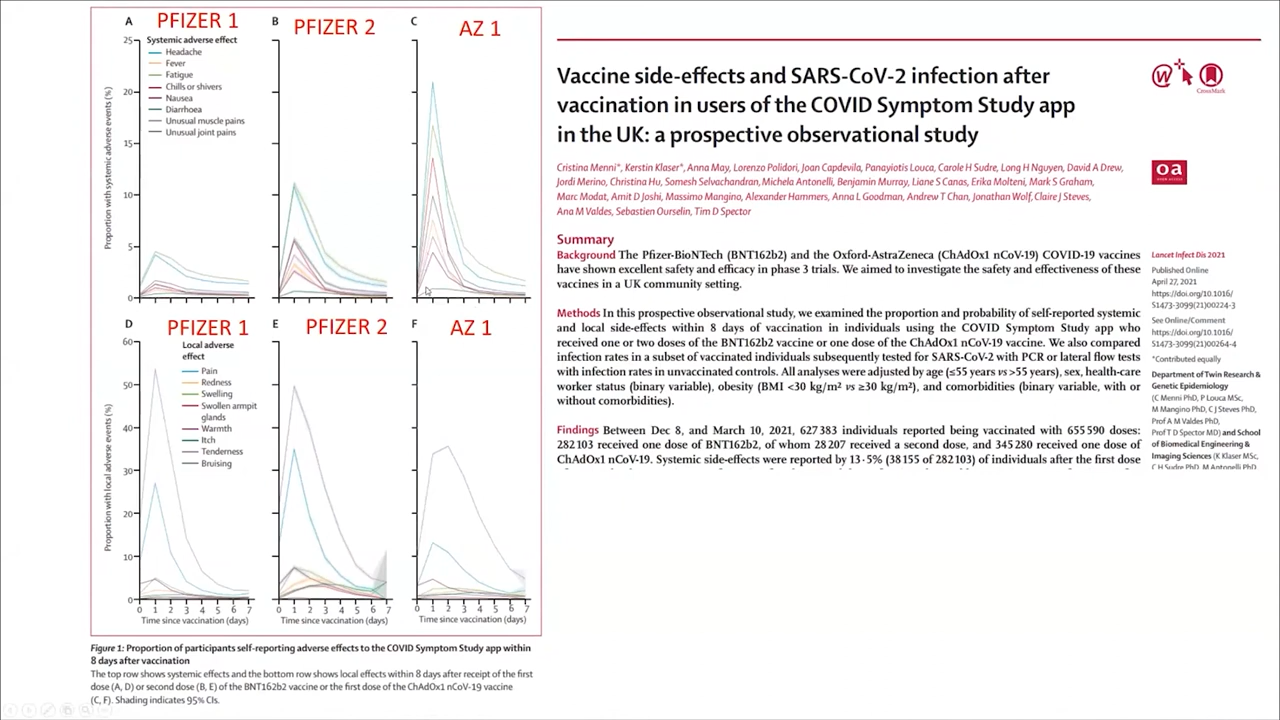 A PFIZER 1
B PFIZER 2
C AZ 1
Systemic adverse effect
Headache
Fever
Fatigue
Chills or shivers
Nausea
Diarrhoea
Unusual muscle pains
Unusual joint pains
Proportion with systemic adverse events (%)
25
20
15
10
5
0
D PFIZER 1
E PFIZER 2
F AZ 1
Local adverse
effect
Pain
Redness
Swelling
Swollen armpit
glands
Warmth
Itch
Tenderness
Bruising
Proportion with local adverse events (%)
60
50
40
30
20
10
0
0 1 2 3 4 5 6 7
0 1 2 3 4 5 6 7
0 1 2 3 4 5 6 7
Time since vaccination (days)
Time since vaccination (days)
Time since vaccination (days)
Figure 1: Proportion of participants self-reporting adverse effects to the COVID Symptom Study app within
8 days after vaccination
The top row shows systemic effects and the bottom row shows local effects within 8 days after receipt of the first
dose (A, D) or second dose (B, E) of the BNT162b2 vaccine or the first dose of the ChAdOx1 nCoV-19 vaccine
(C, F). Shading indicates 95% CIs.
Vaccine side-effects and SARS-CoV-2 infection after
vaccination in users of the COVID Symptom Study app
in the UK: a prospective observational study
CrossMark
Cristina Menni*, Kerstin Klaser*, Anna May, Lorenzo Polidori, Joan Capdevila, Panayiotis Louca, Carole H Sudre, Long H Nguyen, David A Drew,
Jordi Merino, Christina Hu, Somesh Selvachandran, Michela Antonelli, Benjamin Murray, Liane S Canas, Erika Molteni, Mark S Graham,
Marc Modat, Amit D Joshi, Massimo Mangino, Alexander Hammers, Anna L Goodman, Andrew T Chan, Jonathan Wolf, Claire J Steves,
Ana M Valdes, Sebastien Ourselin, Tim D Spector
oa
OPEN ACCESS
Summary
Background The Pfizer-BioNTech (BNT162b2) and the Oxford-AstraZeneca (ChAdOx1 nCoV-19) COVID-19 vaccines
have shown excellent safety and efficacy in phase 3 trials. We aimed to investigate the safety and effectiveness of these
vaccines in a UK community setting.
Methods In this prospective observational study, we examined the proportion and probability of self-reported systemic
and local side-effects within 8 days of vaccination in individuals using the COVID Symptom Study app who
received one or two doses of the BNT162b2 vaccine or one dose of the ChAdOx1 nCoV-19 vaccine. We also compared
infection rates in a subset of vaccinated individuals subsequently tested for SARS-CoV-2 with PCR or lateral flow tests
with infection rates in unvaccinated controls. All analyses were adjusted by age (≤55 years vs >55 years), sex, health-care
worker status (binary variable), obesity (BMI <30 kg/m² vs ≥30 kg/m²), and comorbidities (binary variable, with or
without comorbidities).
Findings Between Dec 8, and March 10, 2021, 627 383 individuals reported being vaccinated with 655 590 doses:
282 103 received one dose of BNT162b2, of whom 28 207 received a second dose, and 345 280 received one dose of
ChAdOx1 nCoV-19. Systemic side-effects were reported by 13·5% (38 155 of 282 103) of individuals after the first dose
Lancet Infect Dis 2021
Published Online
April 27, 2021
https://doi.org/10.1016/
S1473-3099(21)00224-3
See Online/Comment
https://doi.org/10.1016/
S1473-3099(21)00264-4
*Contributed equally
Department of Twin Research &
Genetic Epidemiology
(C Menni PhD, P Louca MSc,
M Mangino PhD, C J Steves PhD,
Prof A M Valdes PhD,
Prof T D Spector MD) and School
of Biomedical Engineering &
Imaging Sciences (K Klaser MSc,
C H Sudre PhD, M Antonelli PhD,